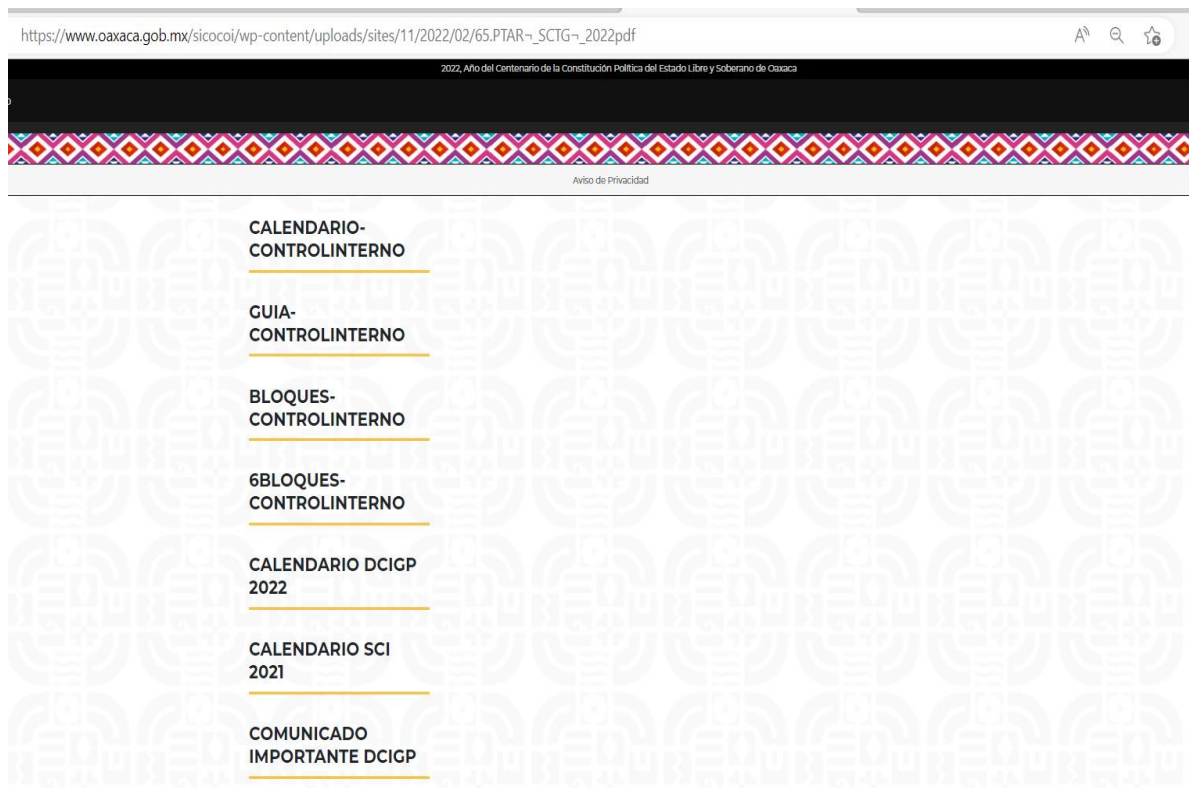 https://www.oaxaca.gob.mx/sicocoi/wp-content/uploads/sites/11/2022/02/65.PTAR¬_SCTG¬_2022pdf
2022, Año del Centenario de la Constitución Política del Estado Libre y Soberano de Oaxaca
o
Aviso de Privacidad
CALENDARIO-
CONTROLINTERNO
GUIA-
CONTROLINTERNO
BLOQUES-
CONTROLINTERNO
6BLOQUES-
CONTROLINTERNO
CALENDARIO DCIGP
2022
CALENDARIO SCI
2021
COMUNICADO
IMPORTANTE DCIGP